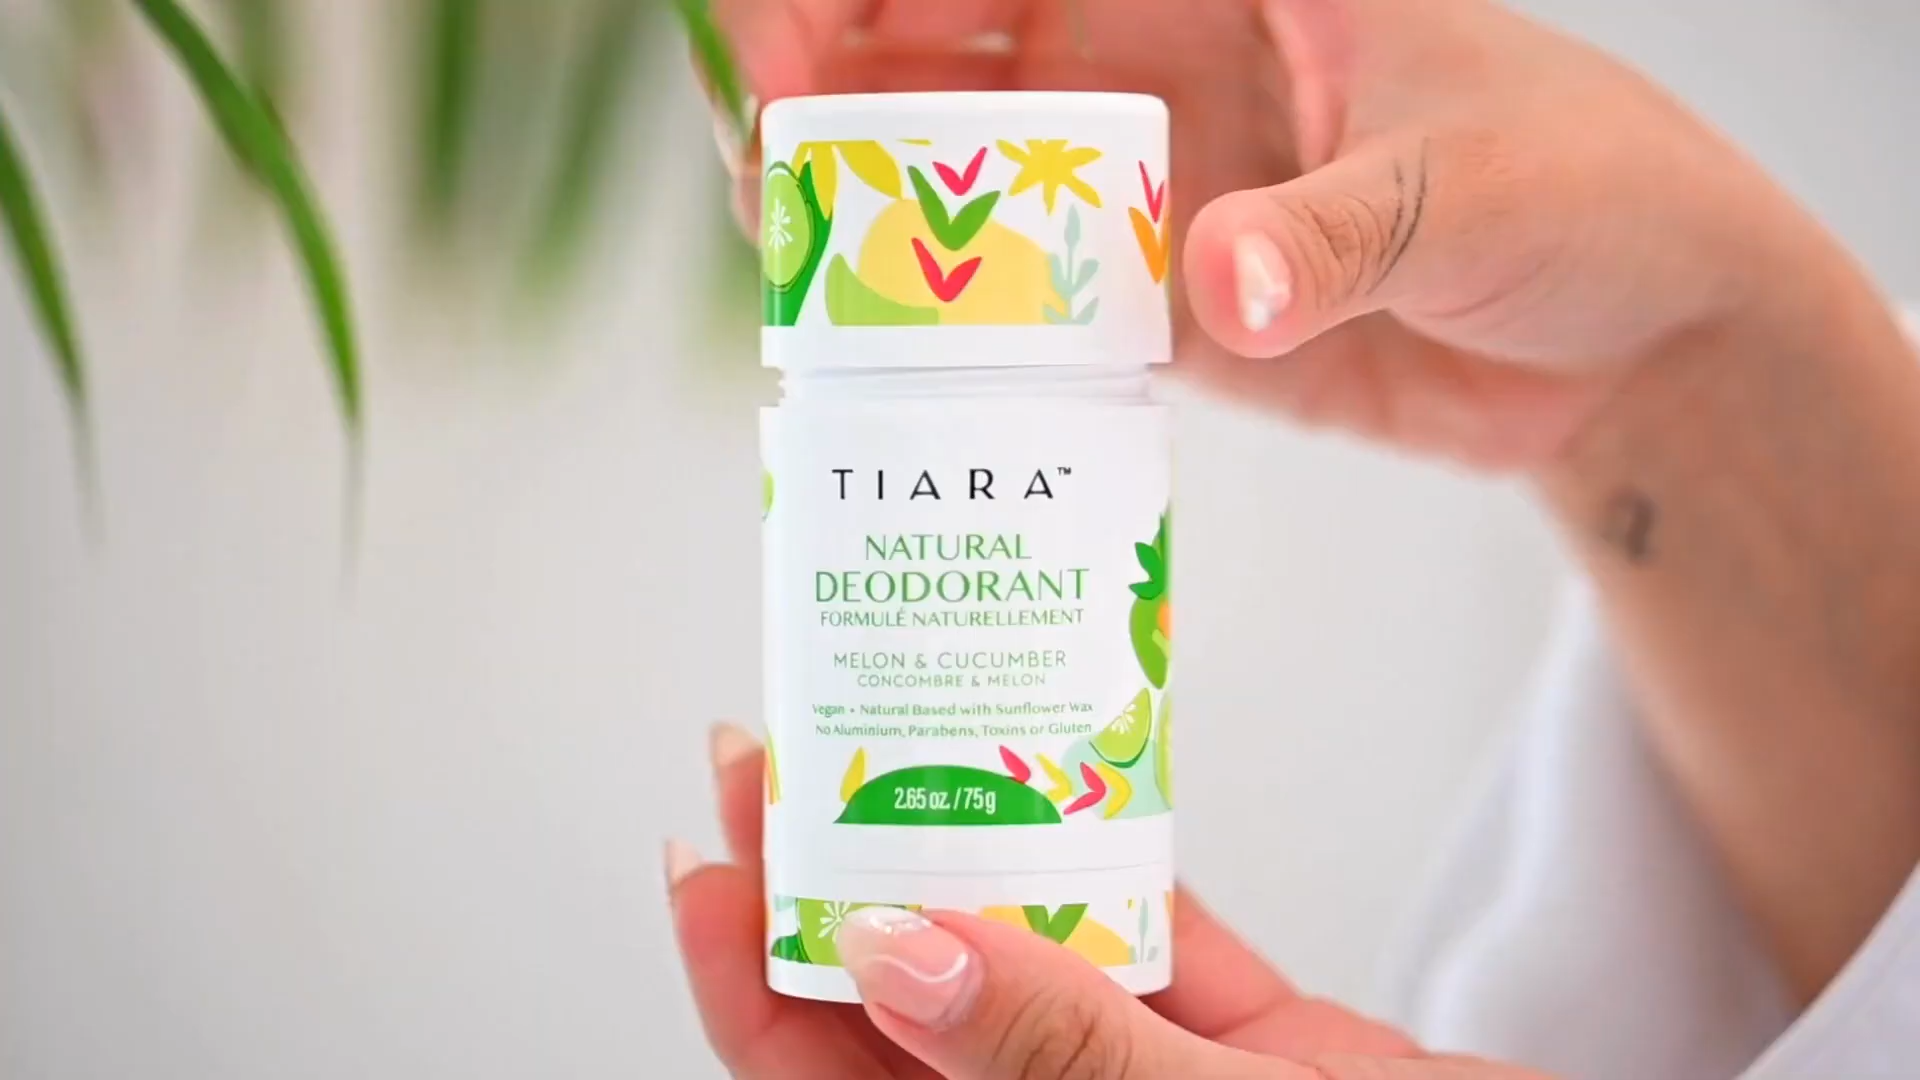 TIARA™
NATURAL
DEODORANT
FORMULÉ NATURELLEMENT
MELON & CUCUMBER
CONCOMBRE & MELON
Vegan • Natural Based with Sunflower Wax
No Aluminium, Parabens, Toxins or Gluten
2.65 oz. / 75g